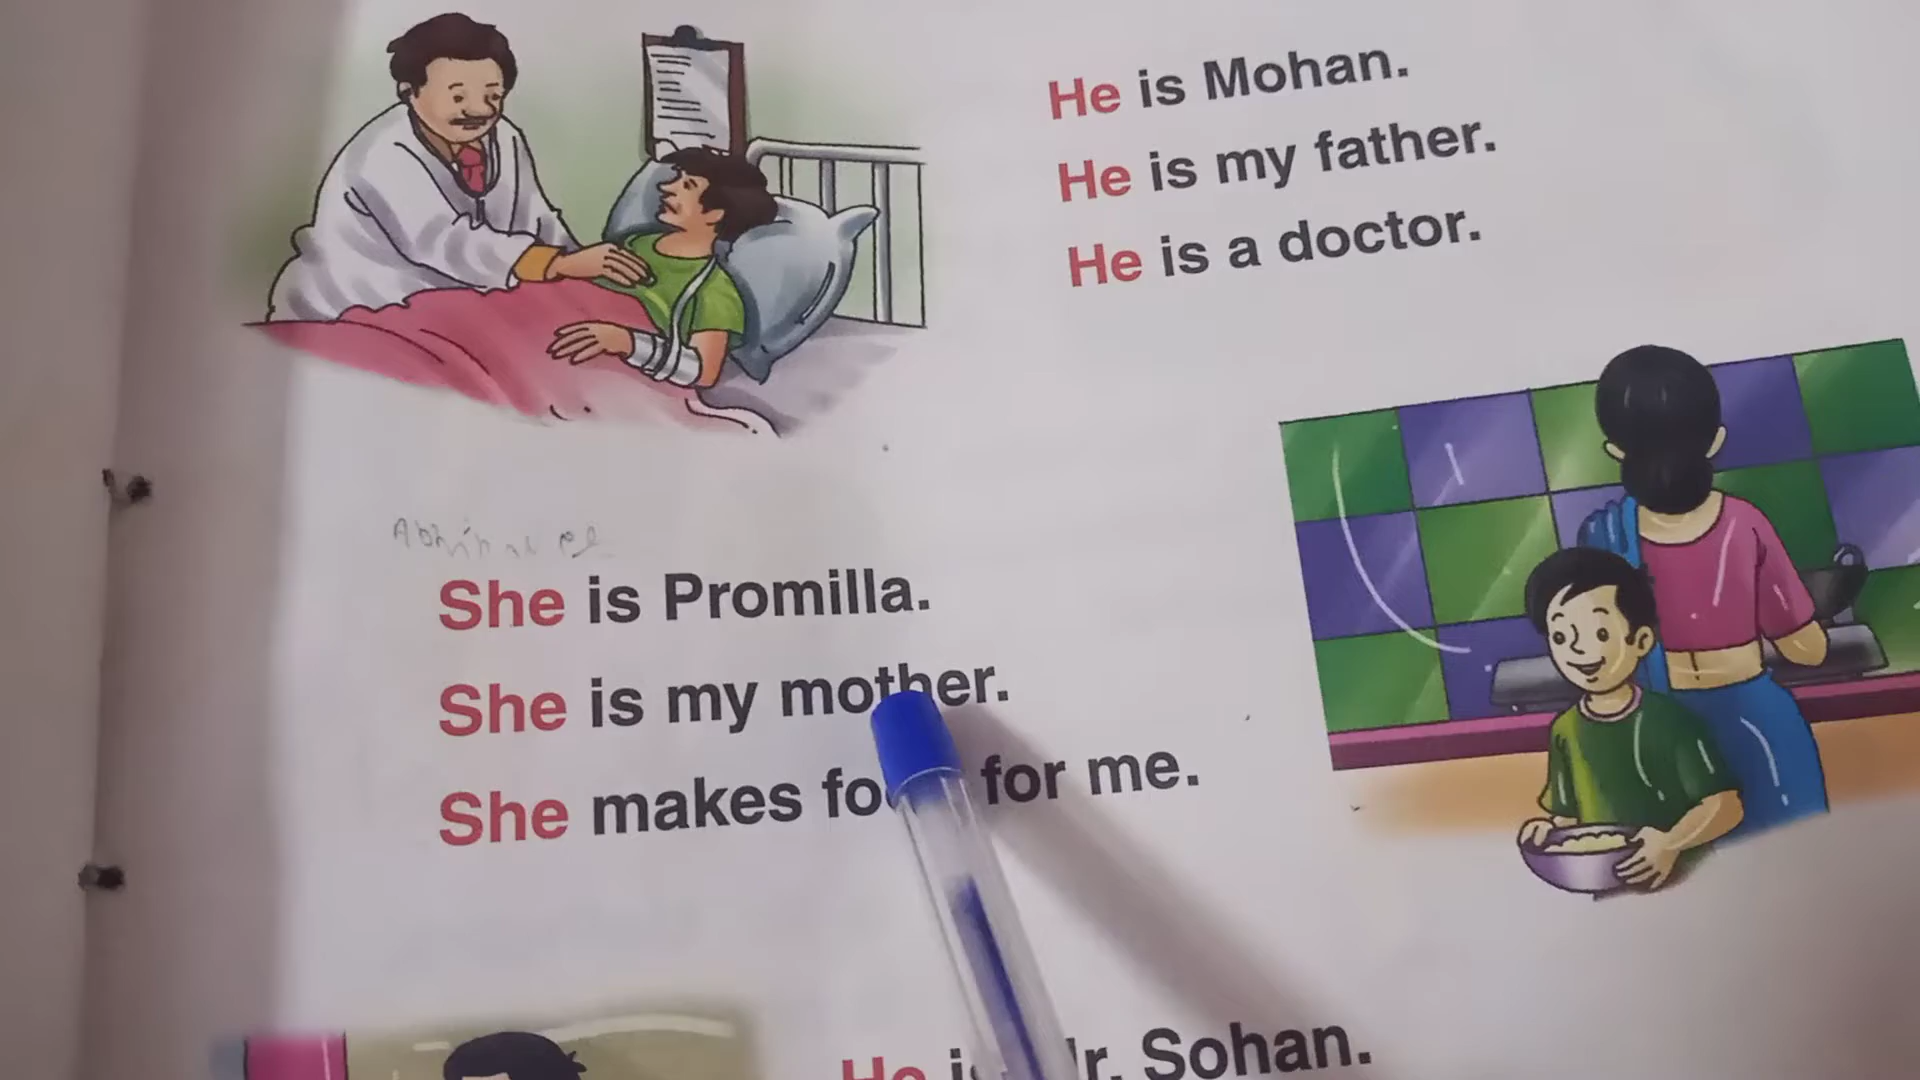 He is Mohan.
He is my father.
He is a doctor.
She is Promilla.
She is my mother.
She makes for me.
He Sohan.